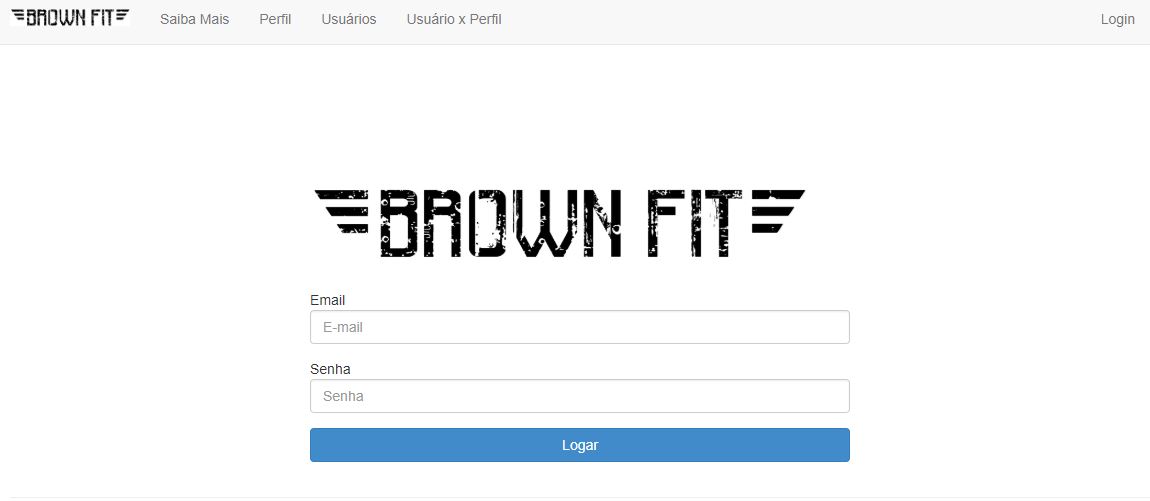 BROWN FIT Saiba Mais Perfil Usuários Usuário x Perfil Login
BROWN FIT
Email
E-mail
Senha
Senha
Logar